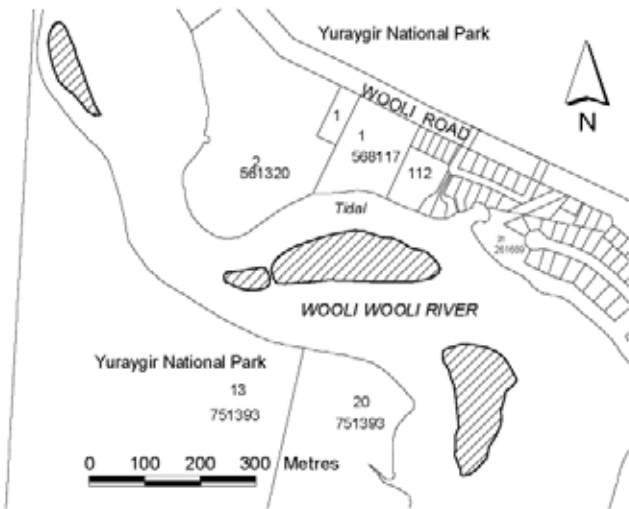 Yuraygir National Park
N
WOOLI ROAD
1
1
568117
2
561320
112
Tidal
261689
WOOLI WOOLI RIVER
Yuraygir National Park
13
751393
20
751393
0 100 200 300 Metres